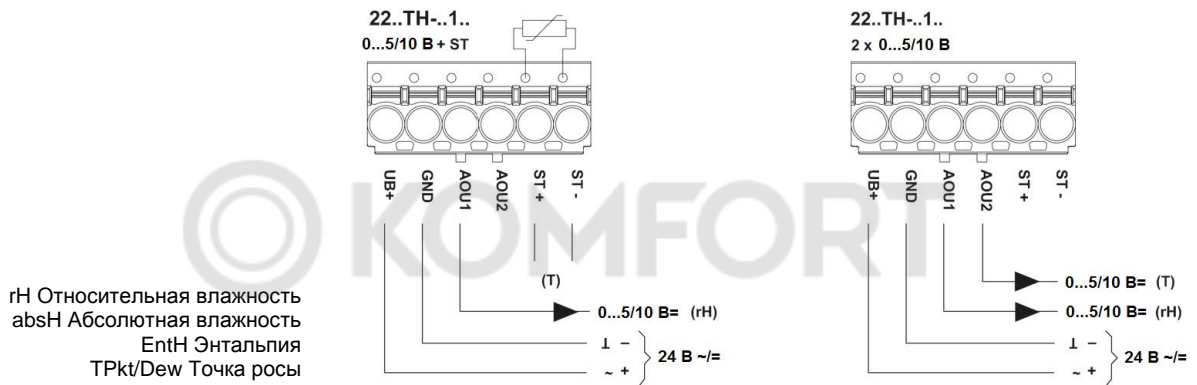 22..TH-..1..
0...5/10 В + ST
UB+
GND
AOU1
AOU2
ST +
ST -
(T)
0...5/10 В= (rH)
⊥ –
24 В ~/=
~ +
22..TH-..1..
2 x 0...5/10 В
UB+
GND
AOU1
AOU2
ST +
ST -
0...5/10 В= (T)
0...5/10 В= (rH)
⊥ –
24 В ~/=
~ +
rH Относительная влажность
absH Абсолютная влажность
EntH Энтальпия
TPkt/Dew Точка росы
KOMFORT